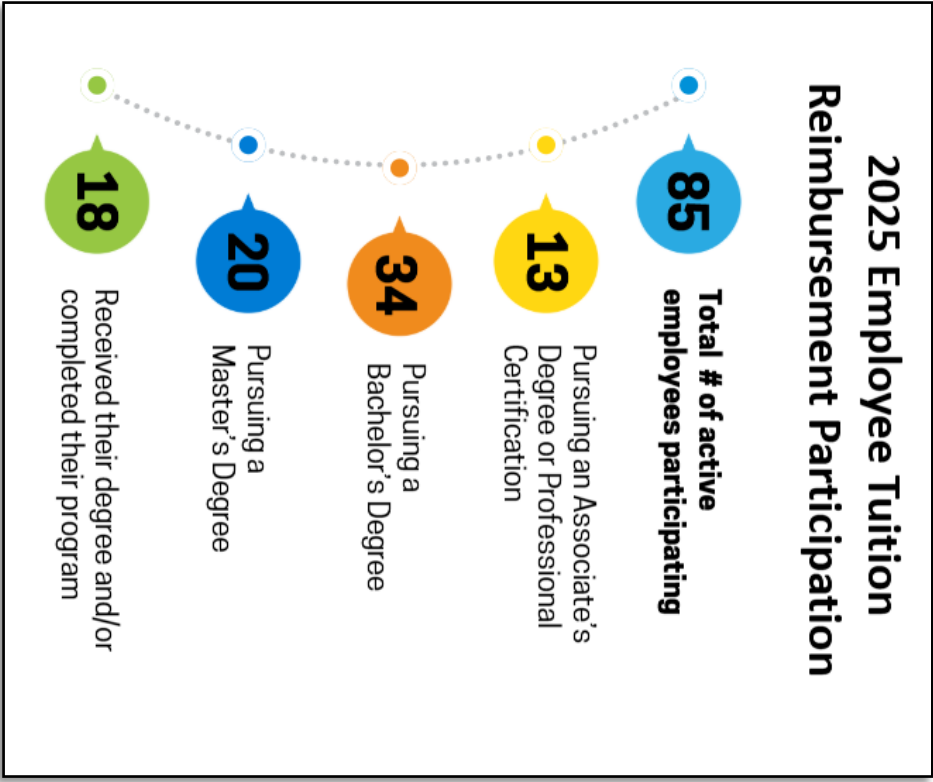 2025 Employee Tuition
Reimbursement Participation
85
Total # of active
employees participating
13
Pursuing an Associate's
Degree or Professional
Certification
34
Pursuing a
Bachelor's Degree
20
Pursuing a
Master's Degree
18
Received their degree and/or
completed their program